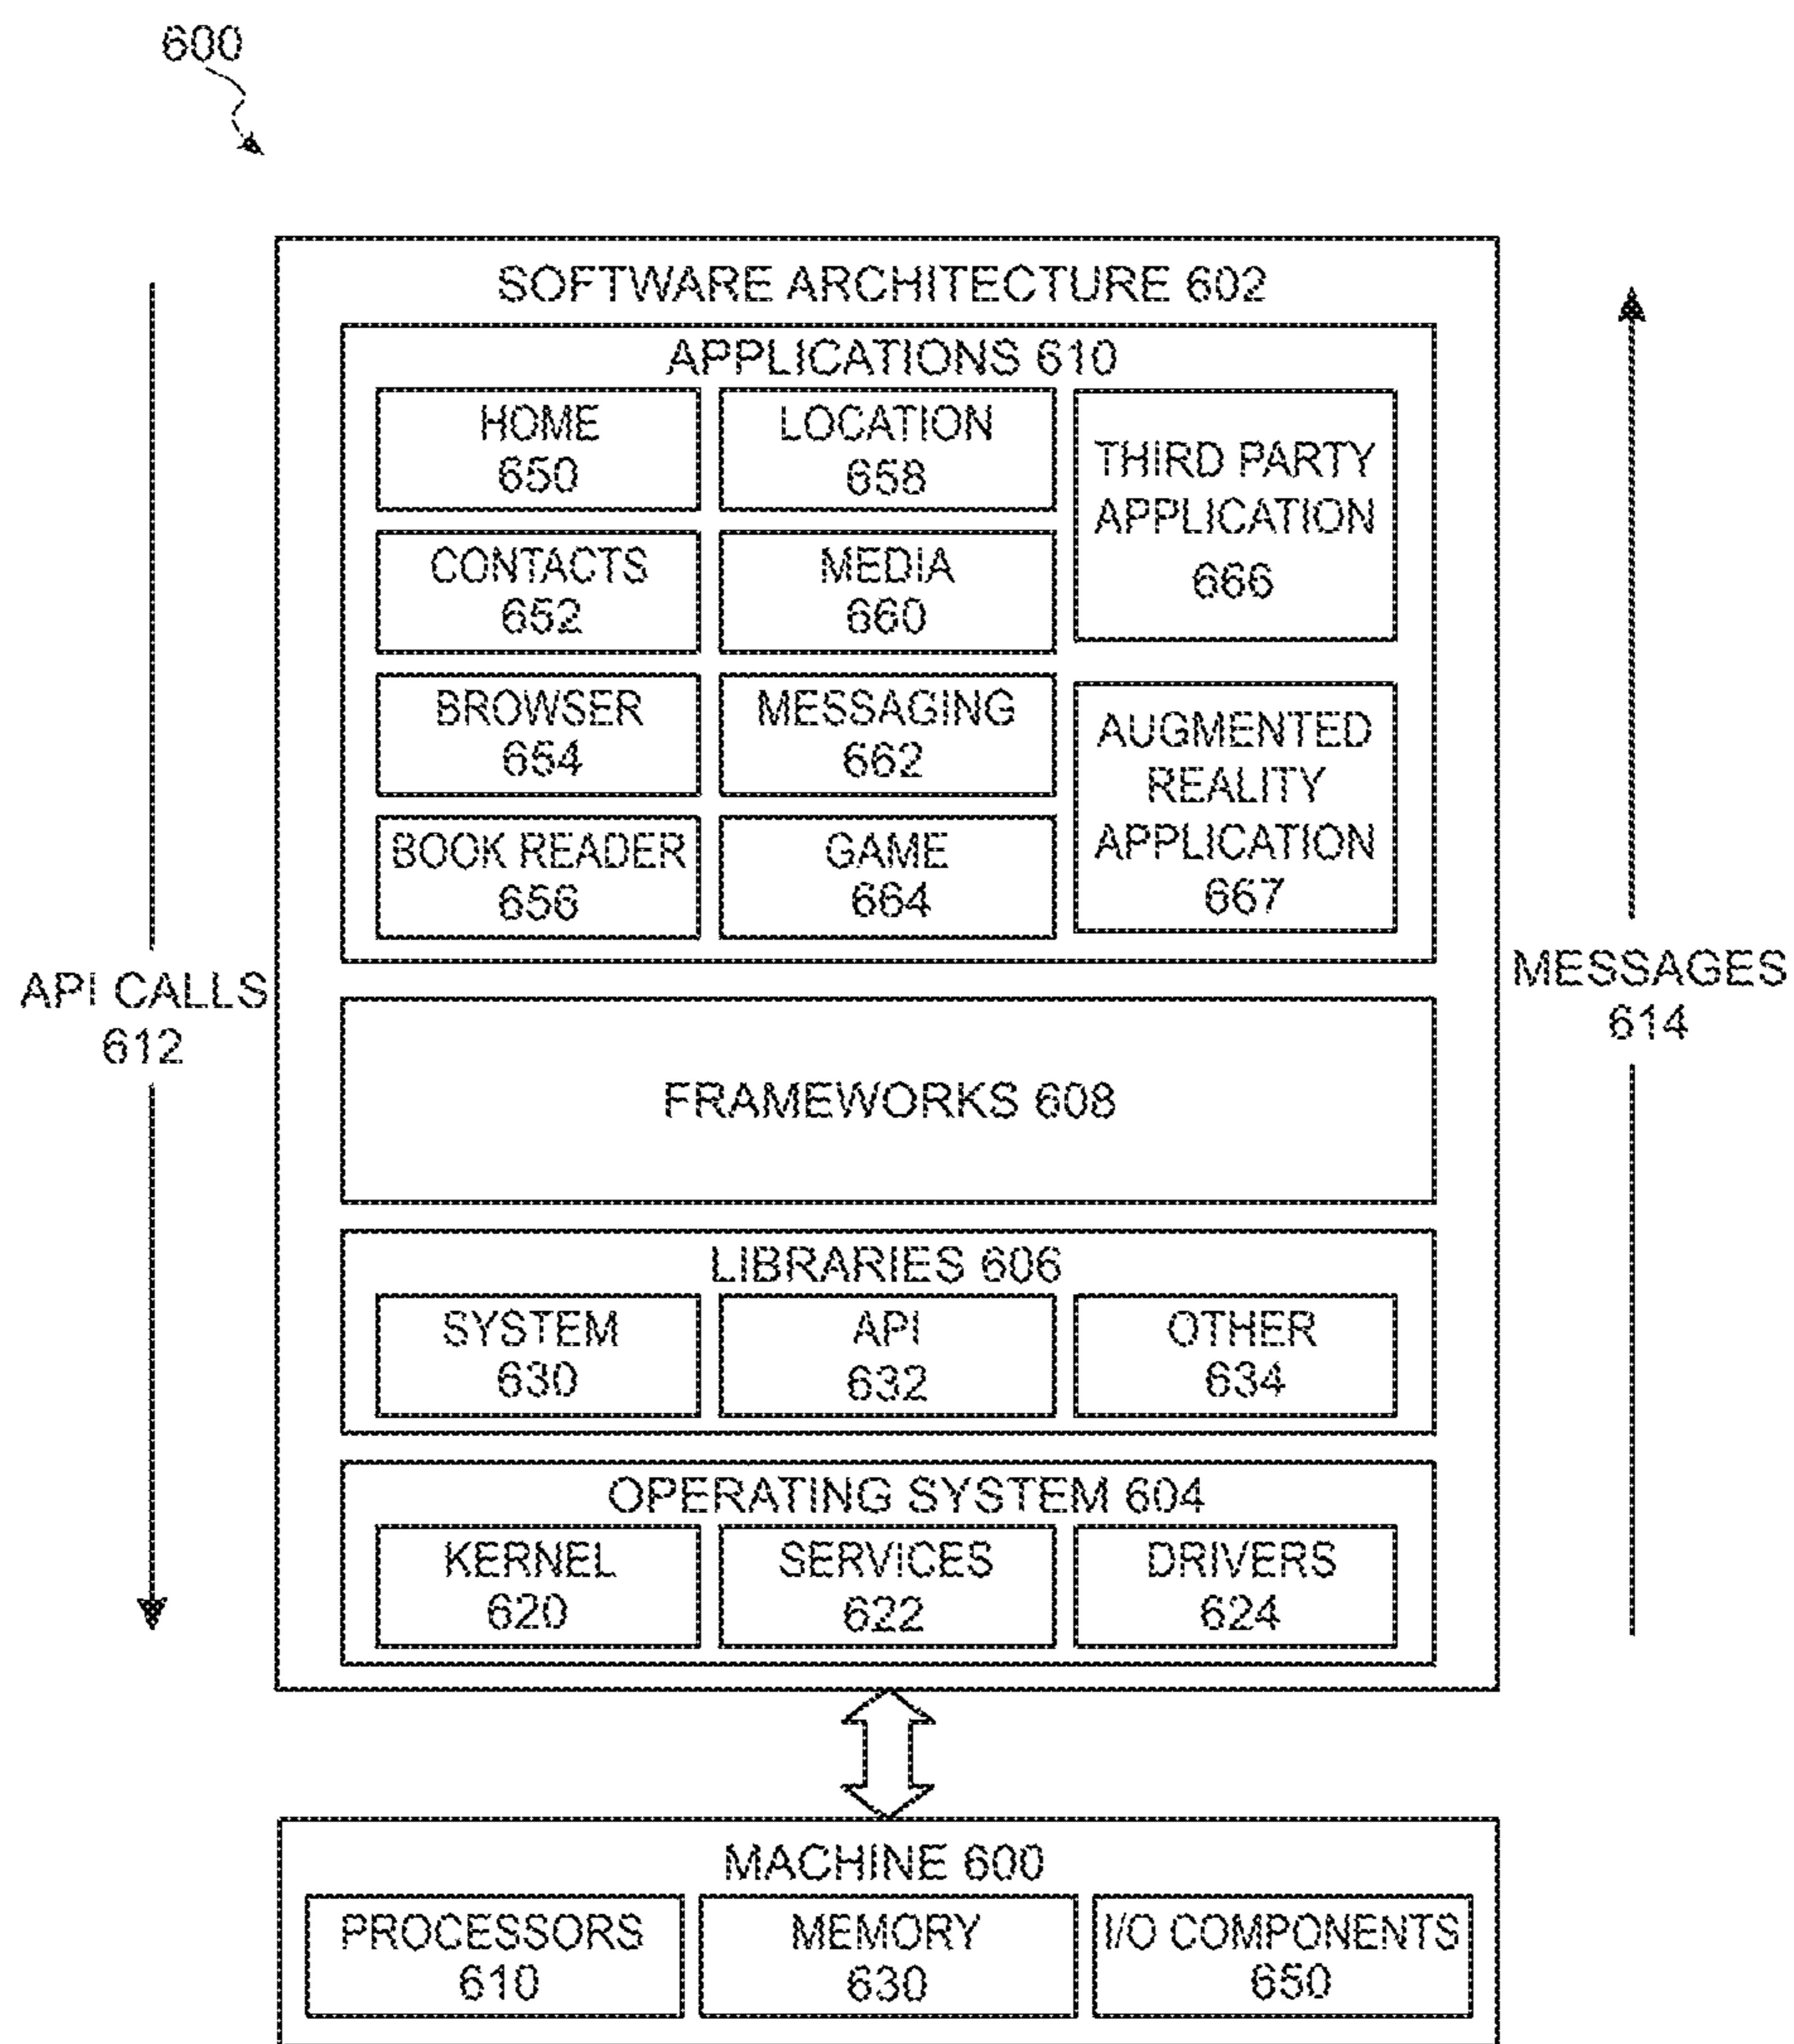 600
SOFTWARE ARCHITECTURE 602
APPLICATIONS 610
HOME
650
LOCATION
658
THIRD PARTY
APPLICATION
666
CONTACTS
652
MEDIA
660
BROWSER
654
MESSAGING
662
AUGMENTED
REALITY
APPLICATION
667
BOOK READER
656
GAME
664
API CALLS
612
MESSAGES
614
FRAMEWORKS 608
LIBRARIES 606
SYSTEM
630
API
632
OTHER
634
OPERATING SYSTEM 604
KERNEL
620
SERVICES
622
DRIVERS
624
MACHINE 600
PROCESSORS
610
MEMORY
630
I/O COMPONENTS
650